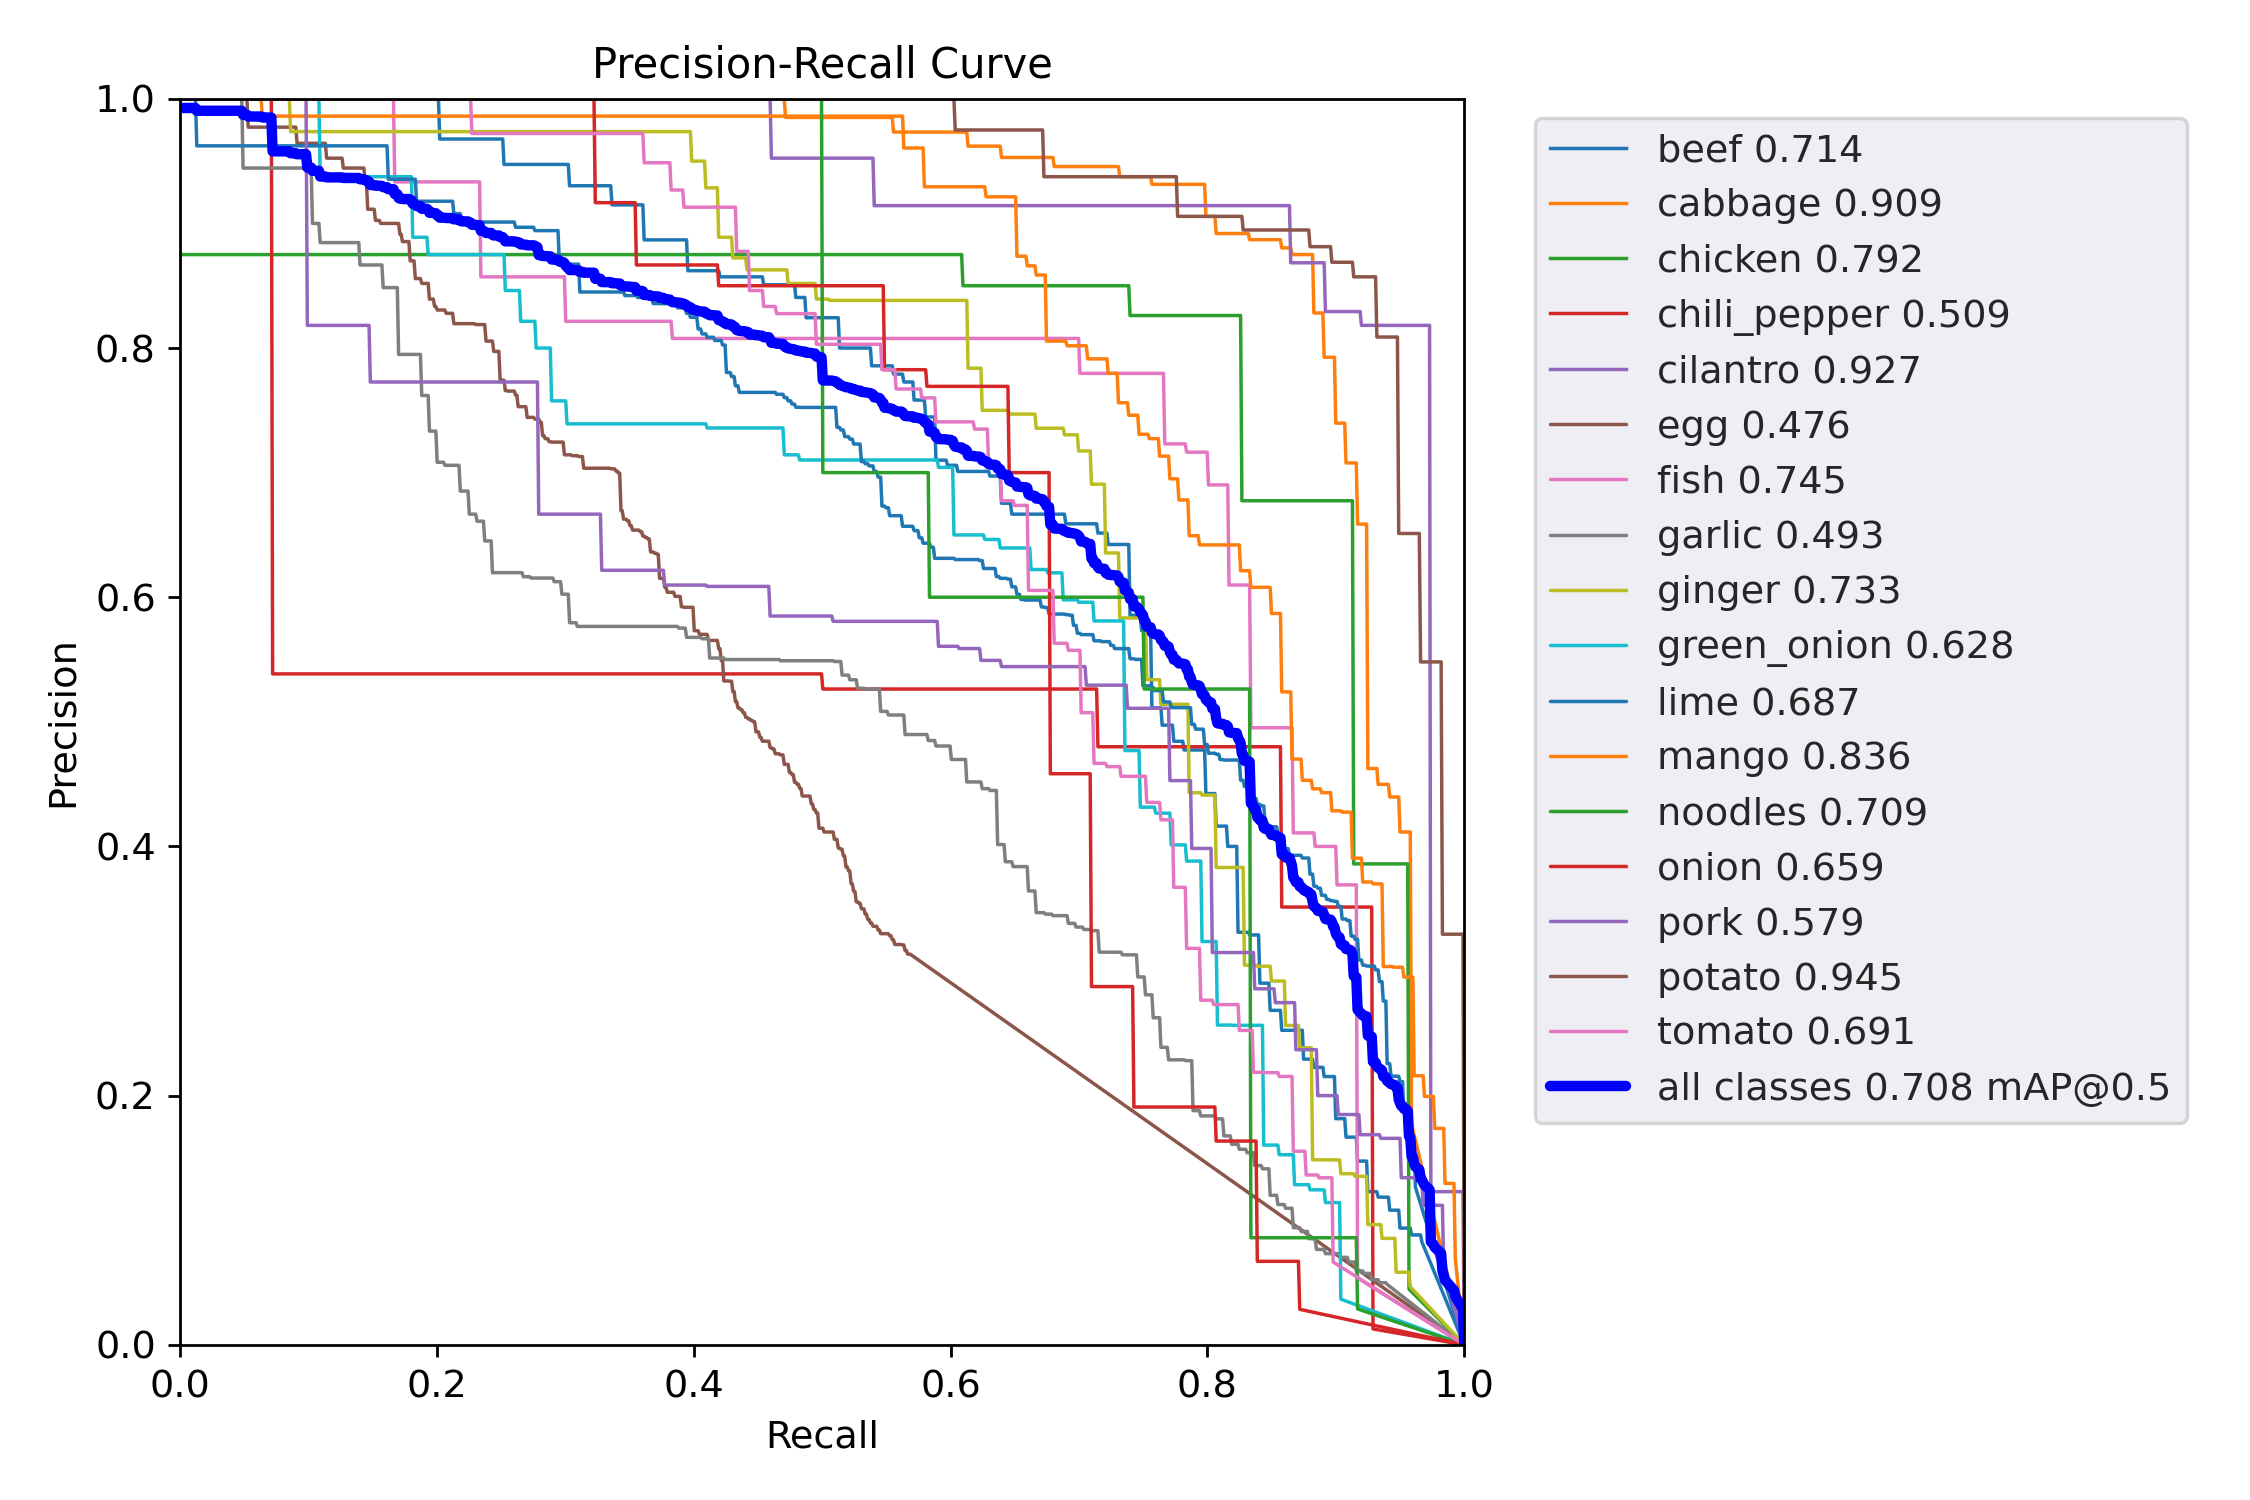 Precision-Recall Curve
1.0
0.8
0.6
0.4
0.2
0.0
Precision
0.0 0.2 0.4 0.6 0.8 1.0
Recall
beef 0.714
cabbage 0.909
chicken 0.792
chili_pepper 0.509
cilantro 0.927
egg 0.476
fish 0.745
garlic 0.493
ginger 0.733
green_onion 0.628
lime 0.687
mango 0.836
noodles 0.709
onion 0.659
pork 0.579
potato 0.945
tomato 0.691
all classes 0.708 mAP@0.5